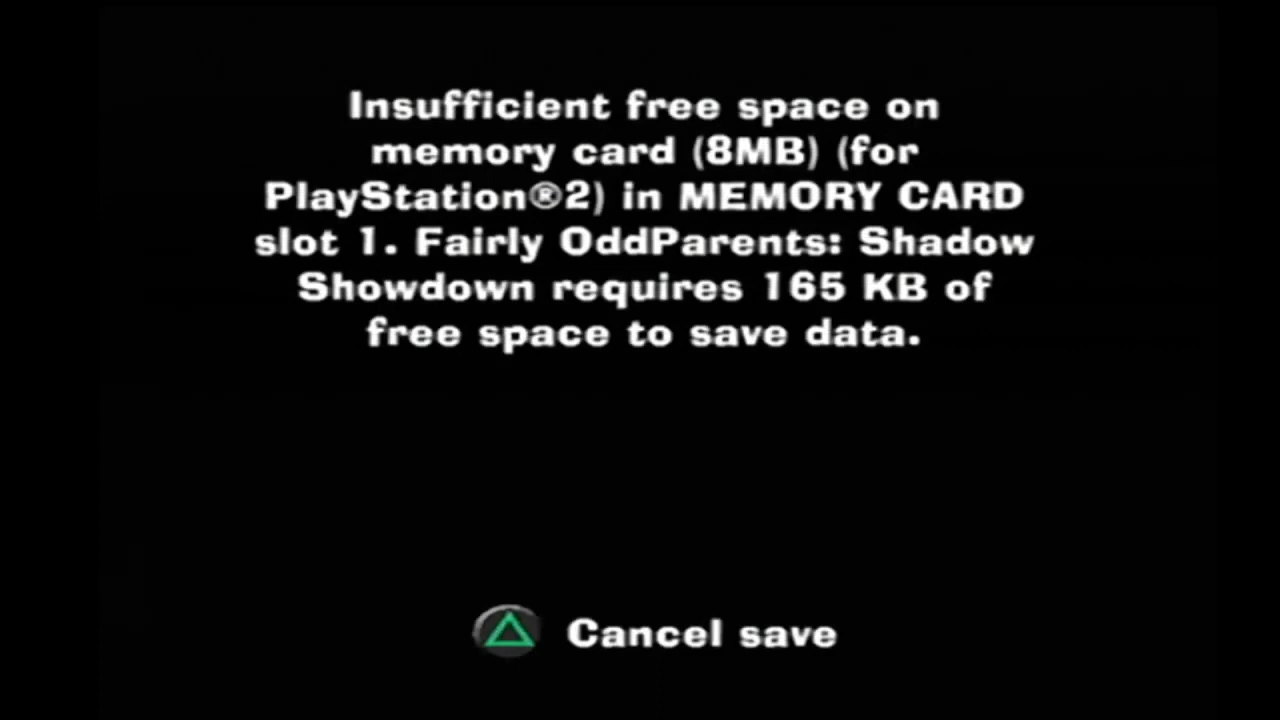 Insufficient free space on
memory card (8MB) (for
PlayStation®2) in MEMORY CARD
slot 1. Fairly OddParents: Shadow
Showdown requires 165 KB of
free space to save data.
Cancel save